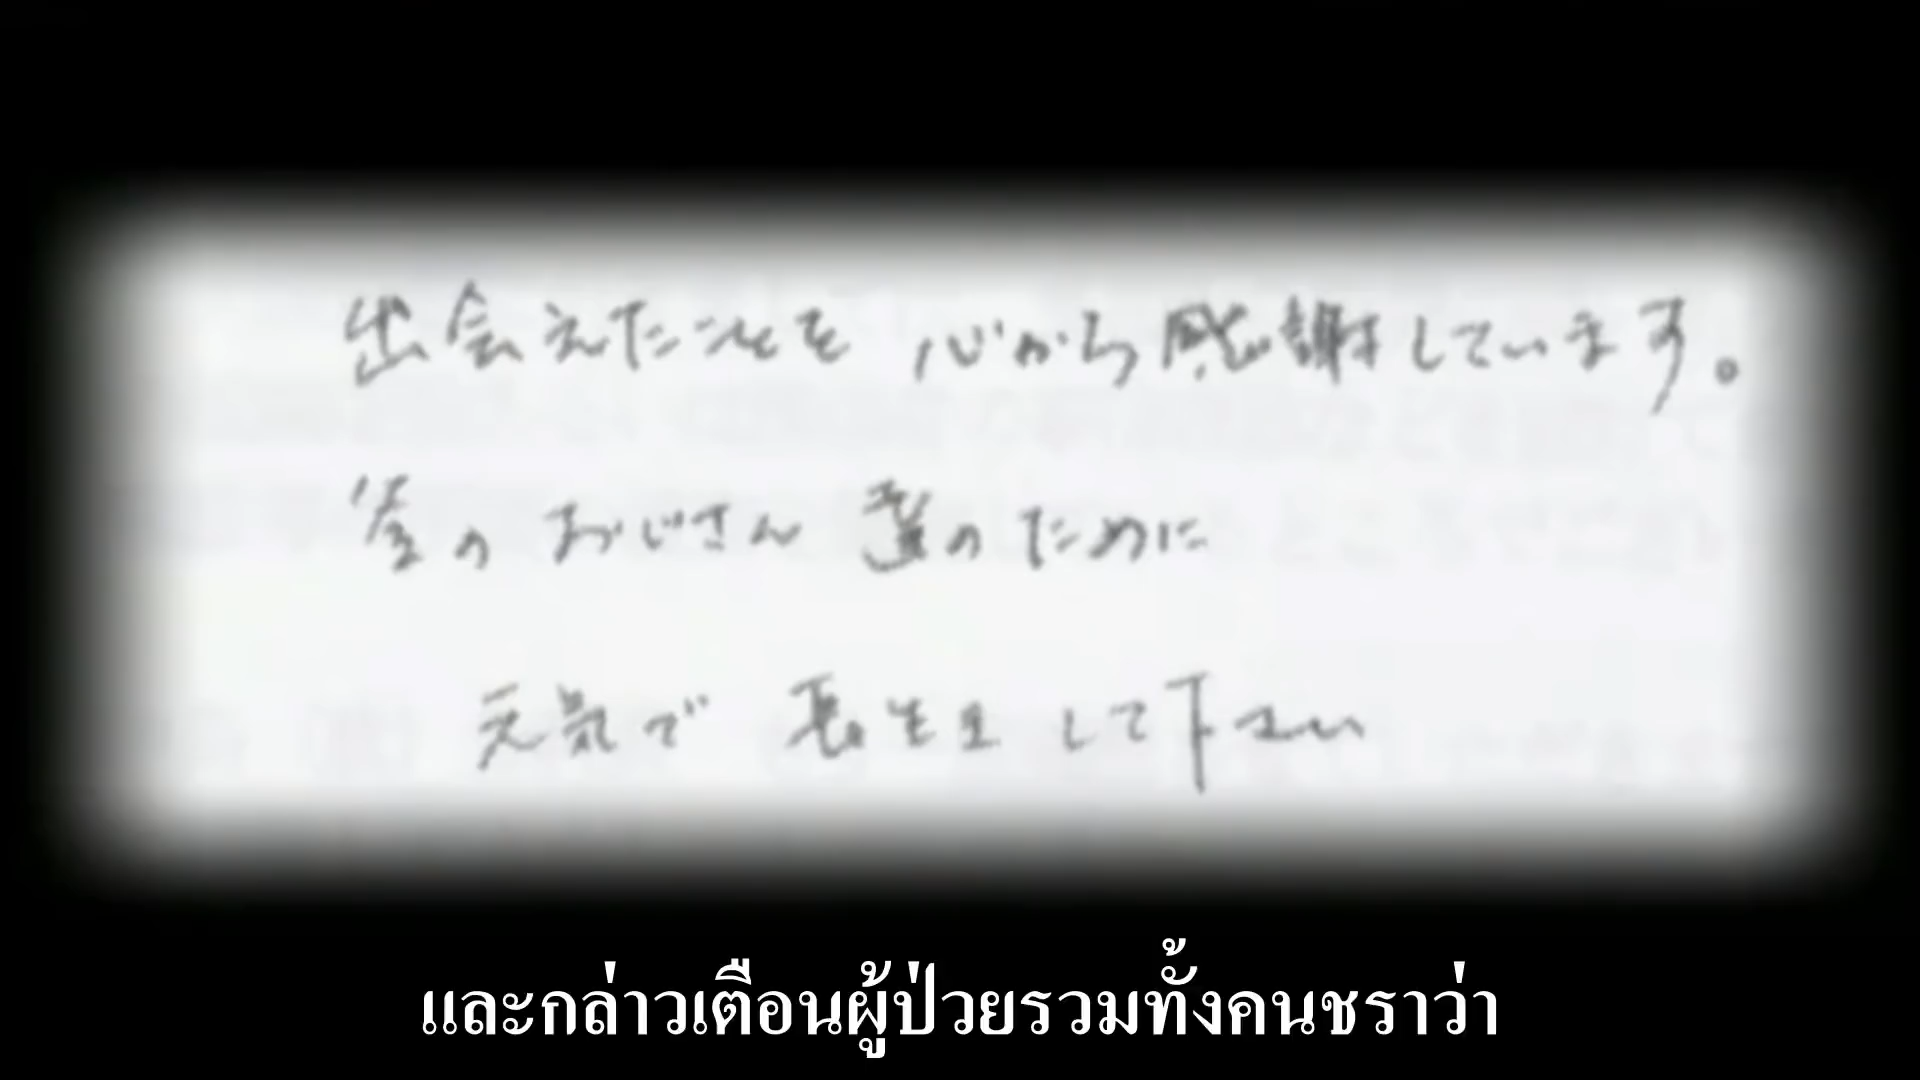 出会えたことを 心から感謝しています。
釜の おじさん 達のために
元気で 長生き して下さい
และกล่าวเตือนผู้ป่วยรวมทั้งคนชราว่า